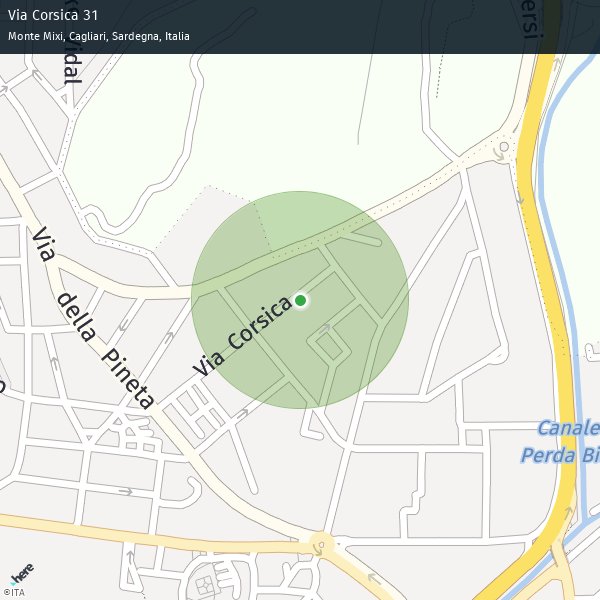 Via Corsica 31
Monte Mixi, Cagliari, Sardegna, Italia
Vidal
ersi
Via della Pineta
Via Corsica
Canale
Perda Bi
here
©ITA